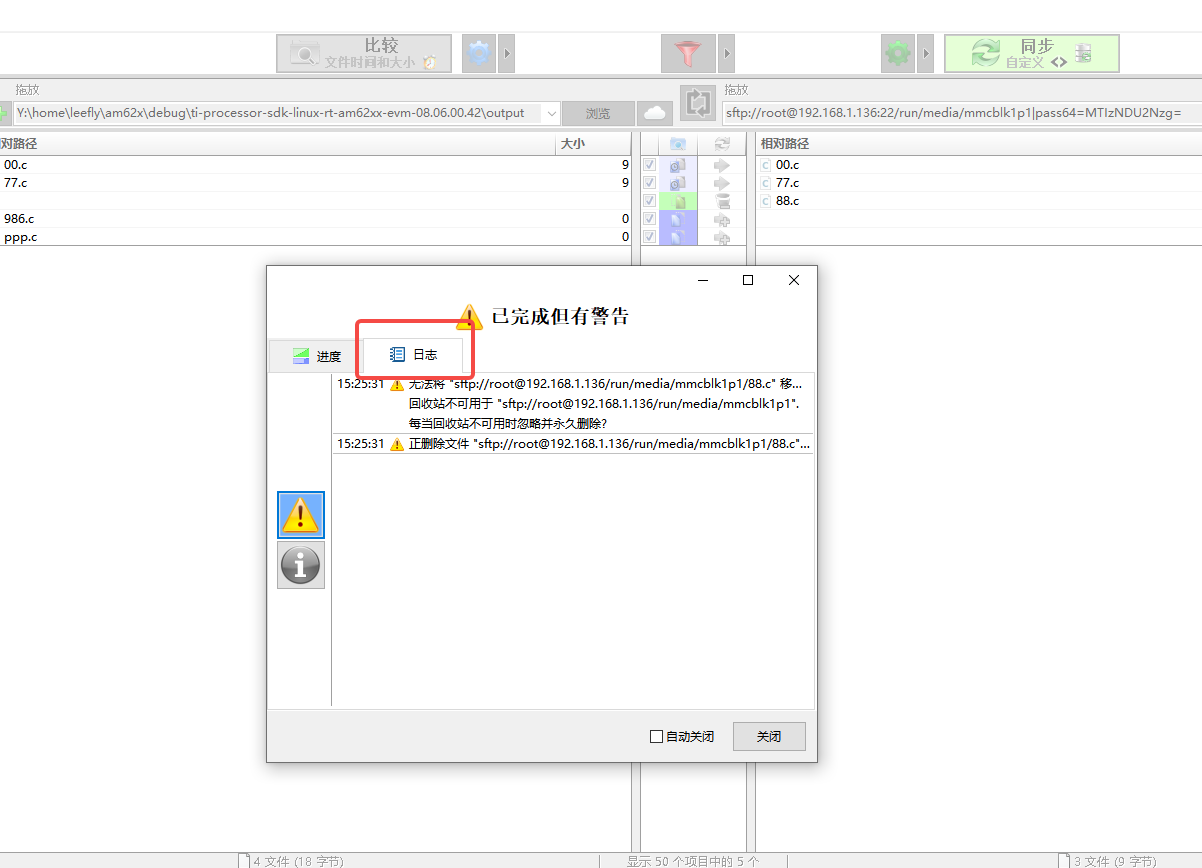 比较
文件时间和大小
同步
自定义
拖放
拖放
Y:\home\leefly\am62x\debug\ti-processor-sdk-linux-rt-am62xx-evm-08.06.00.42\output
浏览
sftp://root@192.168.1.136:22/run/media/mmcblk1p1|pass64=MTIzNDU2Nzg=
对路径
大小
相对路径
00.c
9
00.c
77.c
9
77.c
88.c
986.c
0
ppp.c
0
已完成但有警告
进度
日志
15:25:31 无法将 "sftp://root@192.168.1.136/run/media/mmcblk1p1/88.c" 移...
回收站不可用于 "sftp://root@192.168.1.136/run/media/mmcblk1p1".
每当回收站不可用时忽略并永久删除?
15:25:31 正删除文件 "sftp://root@192.168.1.136/run/media/mmcblk1p1/88.c"...
自动关闭
关闭
4 文件 (18 字节)
显示 50 个项目中的 5 个
3 文件 (9 字节)